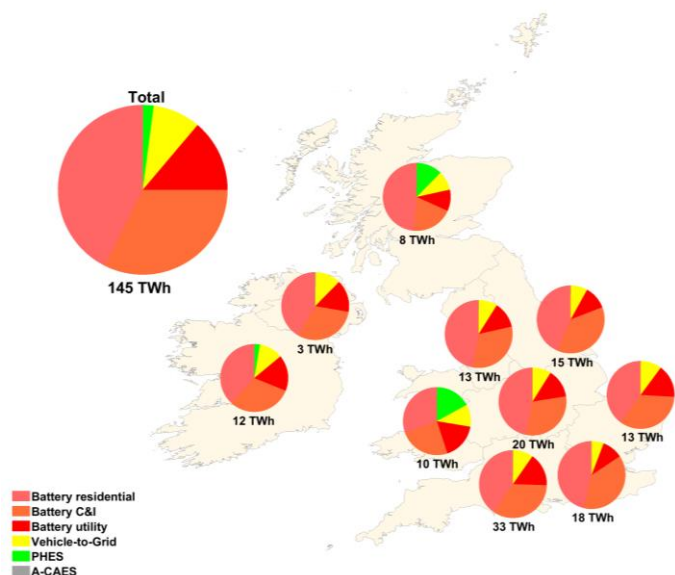 Total
145 TWh
8 TWh
3 TWh
15 TWh
13 TWh
12 TWh
13 TWh
20 TWh
10 TWh
33 TWh
18 TWh
Battery residential
Battery C&I
Battery utility
Vehicle-to-Grid
PHES
A-CAES